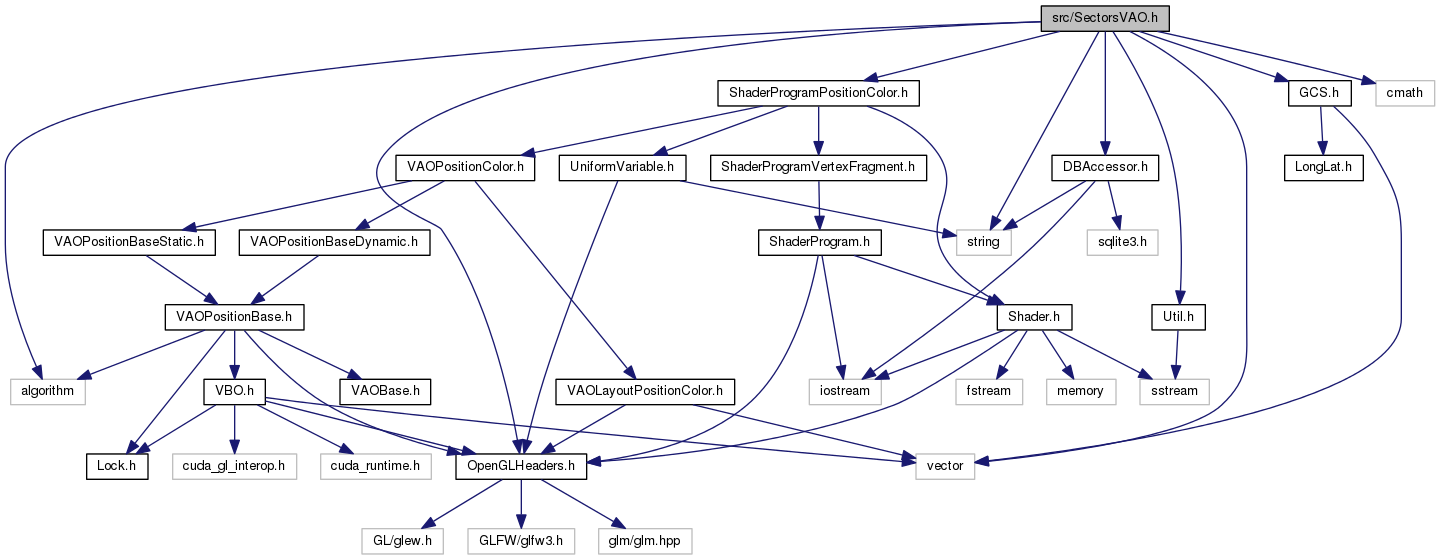 src/SectorsVAO.h
ShaderProgramPositionColor.h
GCS.h
cmath
VAOPositionColor.h
UniformVariable.h
ShaderProgramVertexFragment.h
DBAccessor.h
LongLat.h
VAOPositionBaseStatic.h
VAOPositionBaseDynamic.h
ShaderProgram.h
string
sqlite3.h
VAOPositionBase.h
Shader.h
Util.h
algorithm
VBO.h
VAOBase.h
VAOLayoutPositionColor.h
iostream
fstream
memory
sstream
Lock.h
cuda_gl_interop.h
cuda_runtime.h
OpenGLHeaders.h
vector
GL/glew.h
GLFW/glfw3.h
glm/glm.hpp